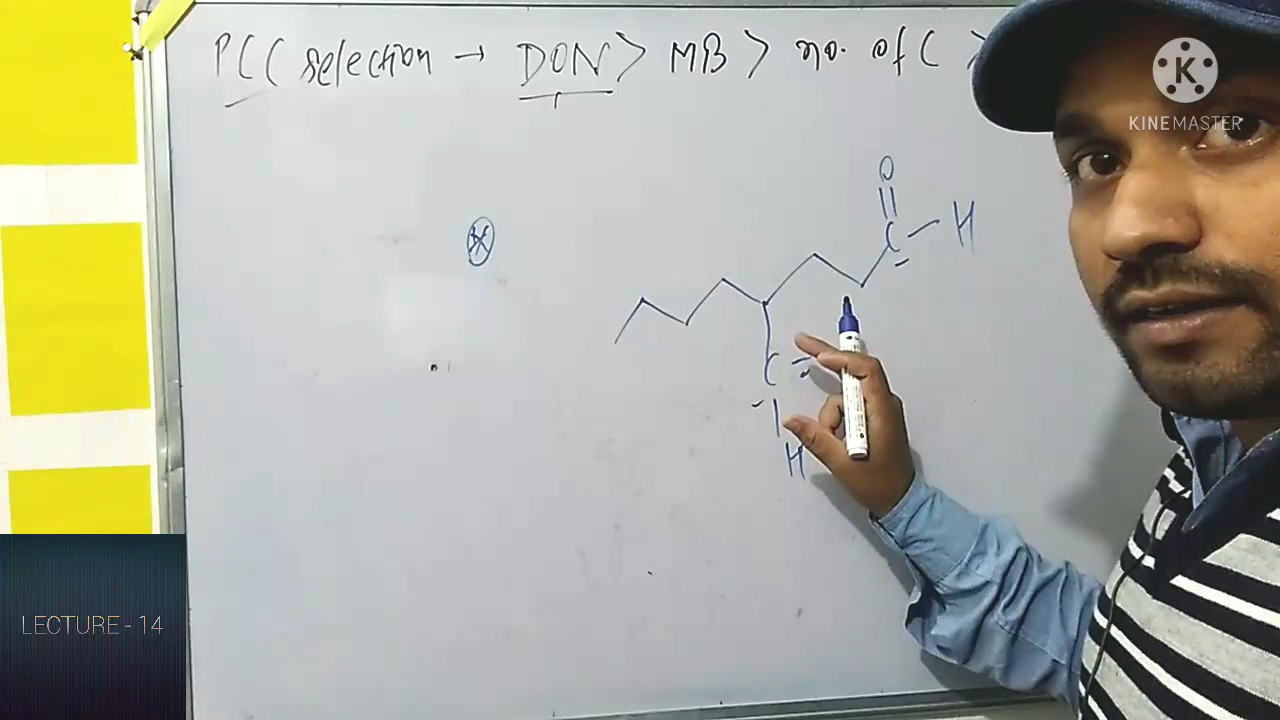 PCC selection → DON > MB > no. of C >
K
KINEMASTER
O
||
C – H
C =
|
H
LECTURE - 14